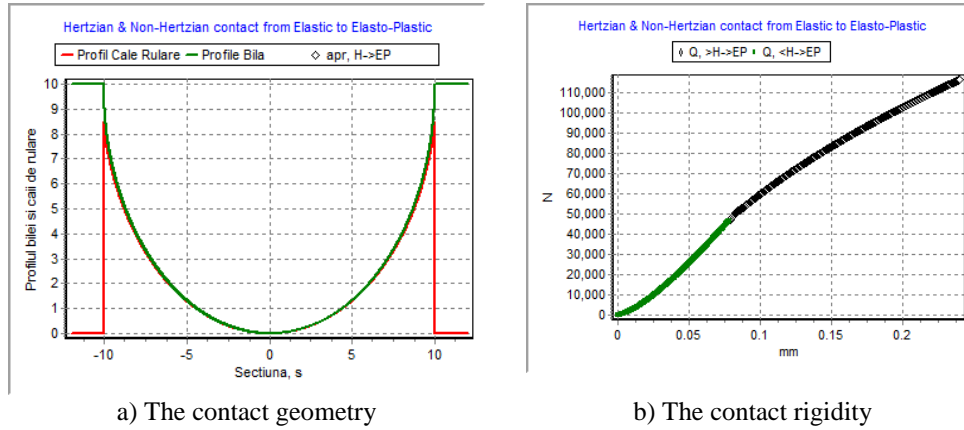 Hertzian & Non-Hertzian contact from Elastic to Elasto-Plastic
Profil Cale Rulare Profile Bila apr, H->EP
Profilul bilei si caii de rulare
10
9
8
7
6
5
4
3
2
1
0
-10 -5 0 5 10
Sectiuna, s
a) The contact geometry
Hertzian & Non-Hertzian contact from Elastic to Elasto-Plastic
Q, >H->EP Q, <H->EP
N
110,000
100,000
90,000
80,000
70,000
60,000
50,000
40,000
30,000
20,000
10,000
0
0 0.05 0.1 0.15 0.2
mm
b) The contact rigidity